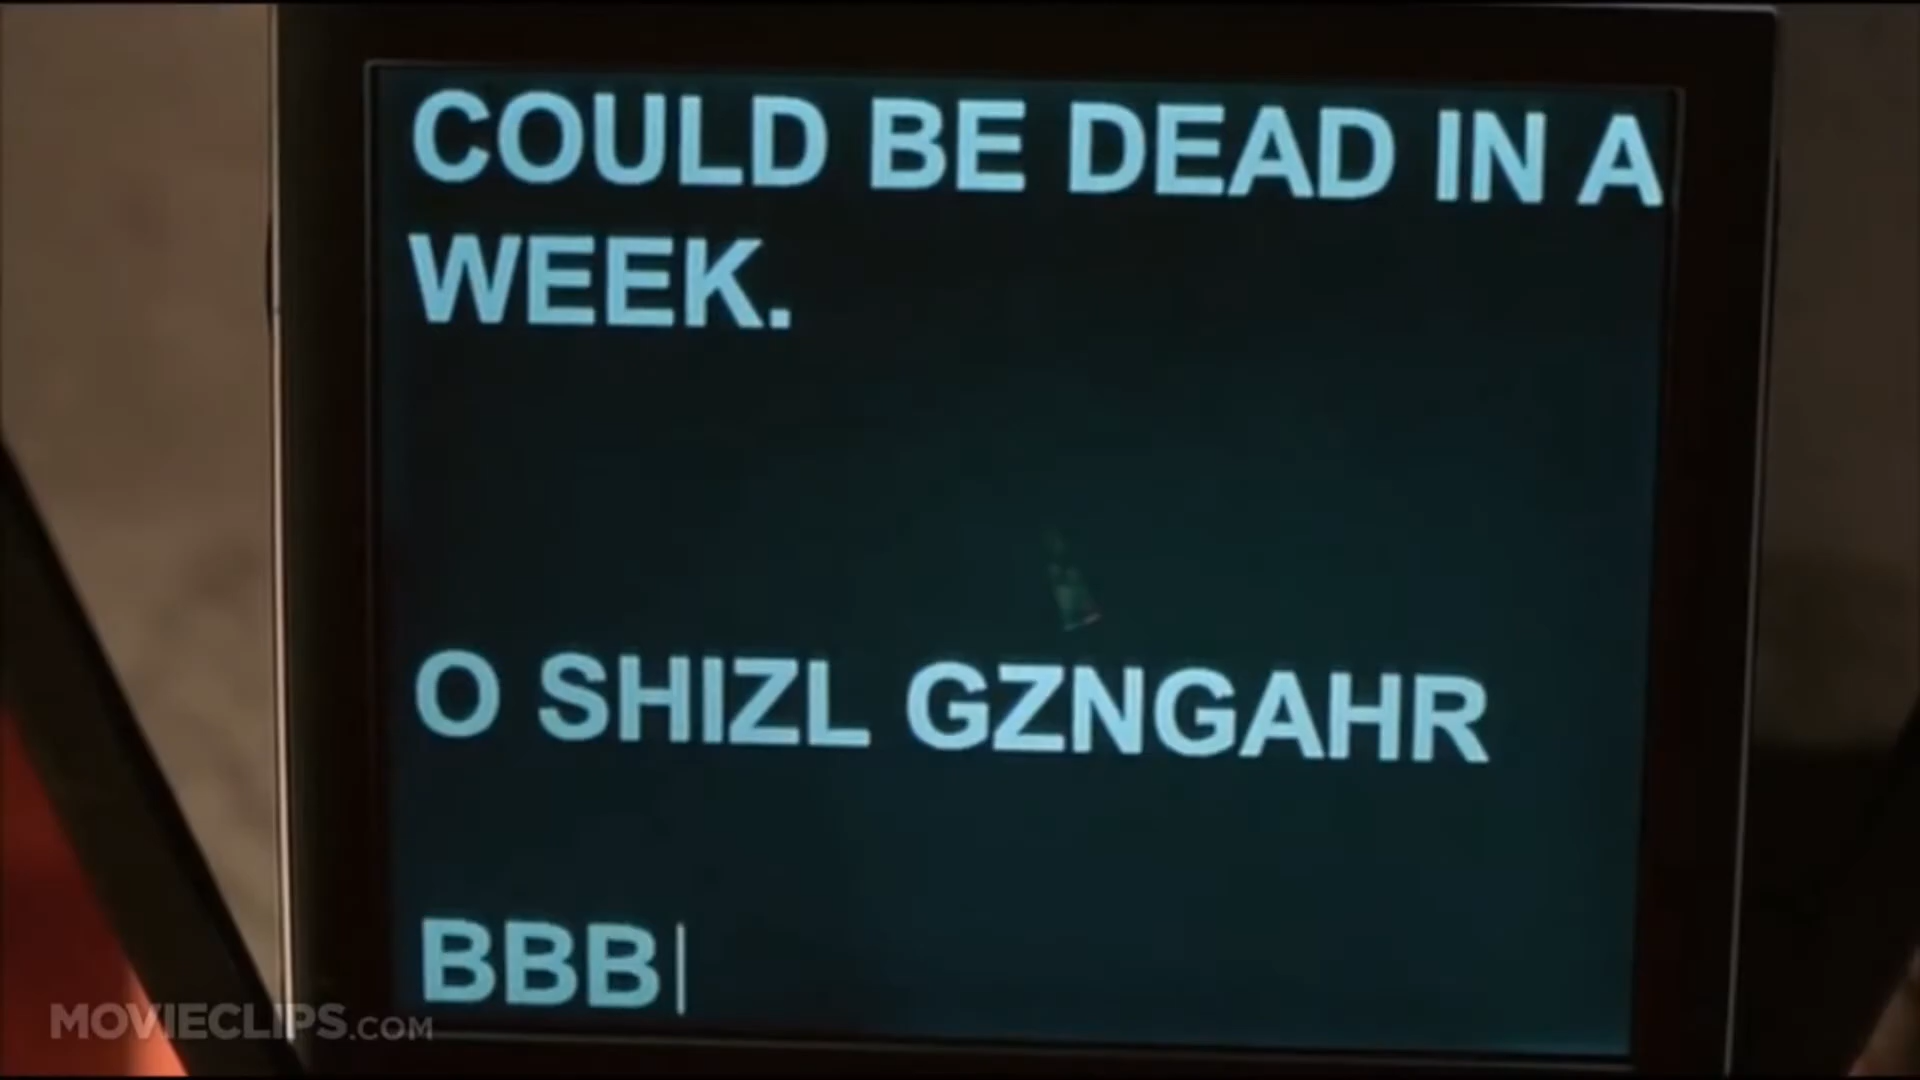 COULD BE DEAD IN A
WEEK.
O SHIZL GZNGAHR
BBB
MOVIECLIPS.COM